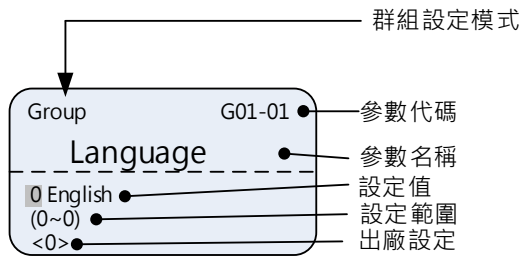 群組設定模式
Group G01-01 參數代碼
Language 參數名稱
0 English 設定值
(0~0) 設定範圍
<0> 出廠設定